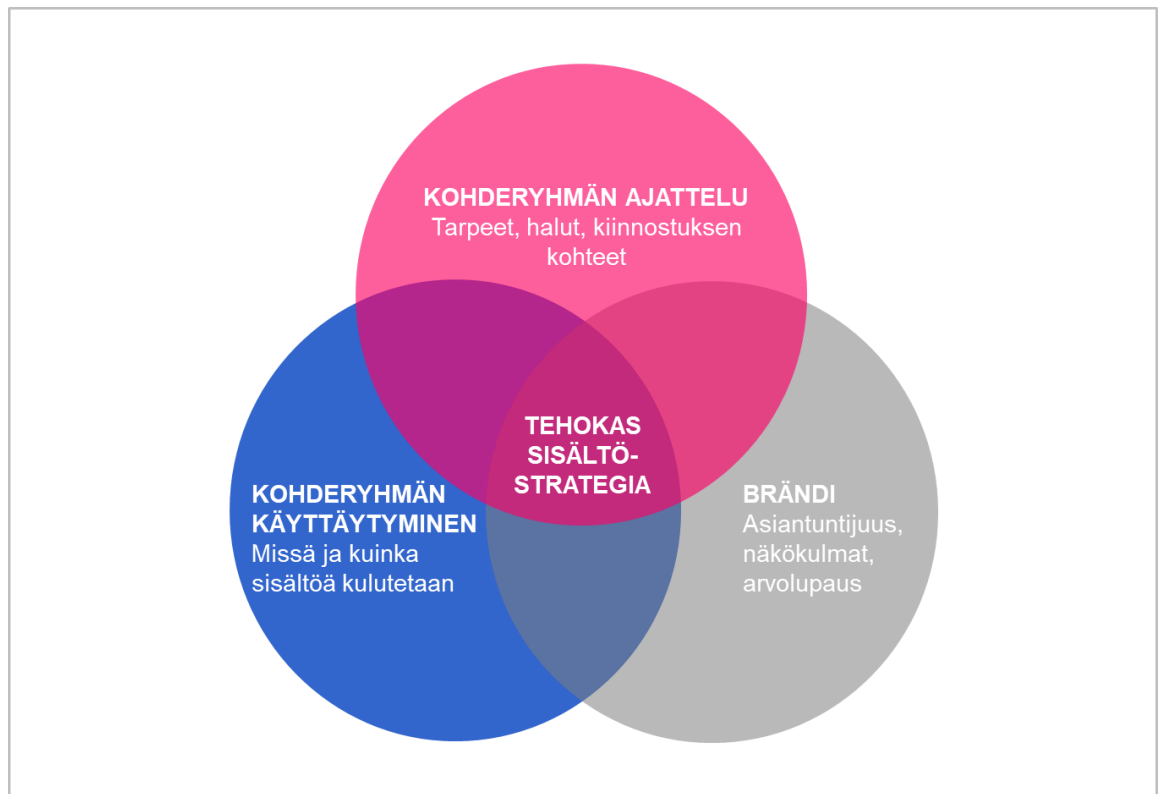 KOHDERYHMÄN AJATTELU
Tarpeet, halut, kiinnostuksen
kohteet
TEHOKAS
SISÄLTÖ-
STRATEGIA
KOHDERYHMÄN
KÄYTTÄYTYMINEN
Missä ja kuinka
sisältöä kulutetaan
BRÄNDI
Asiantuntijuus,
näkökulmat,
arvolupaus